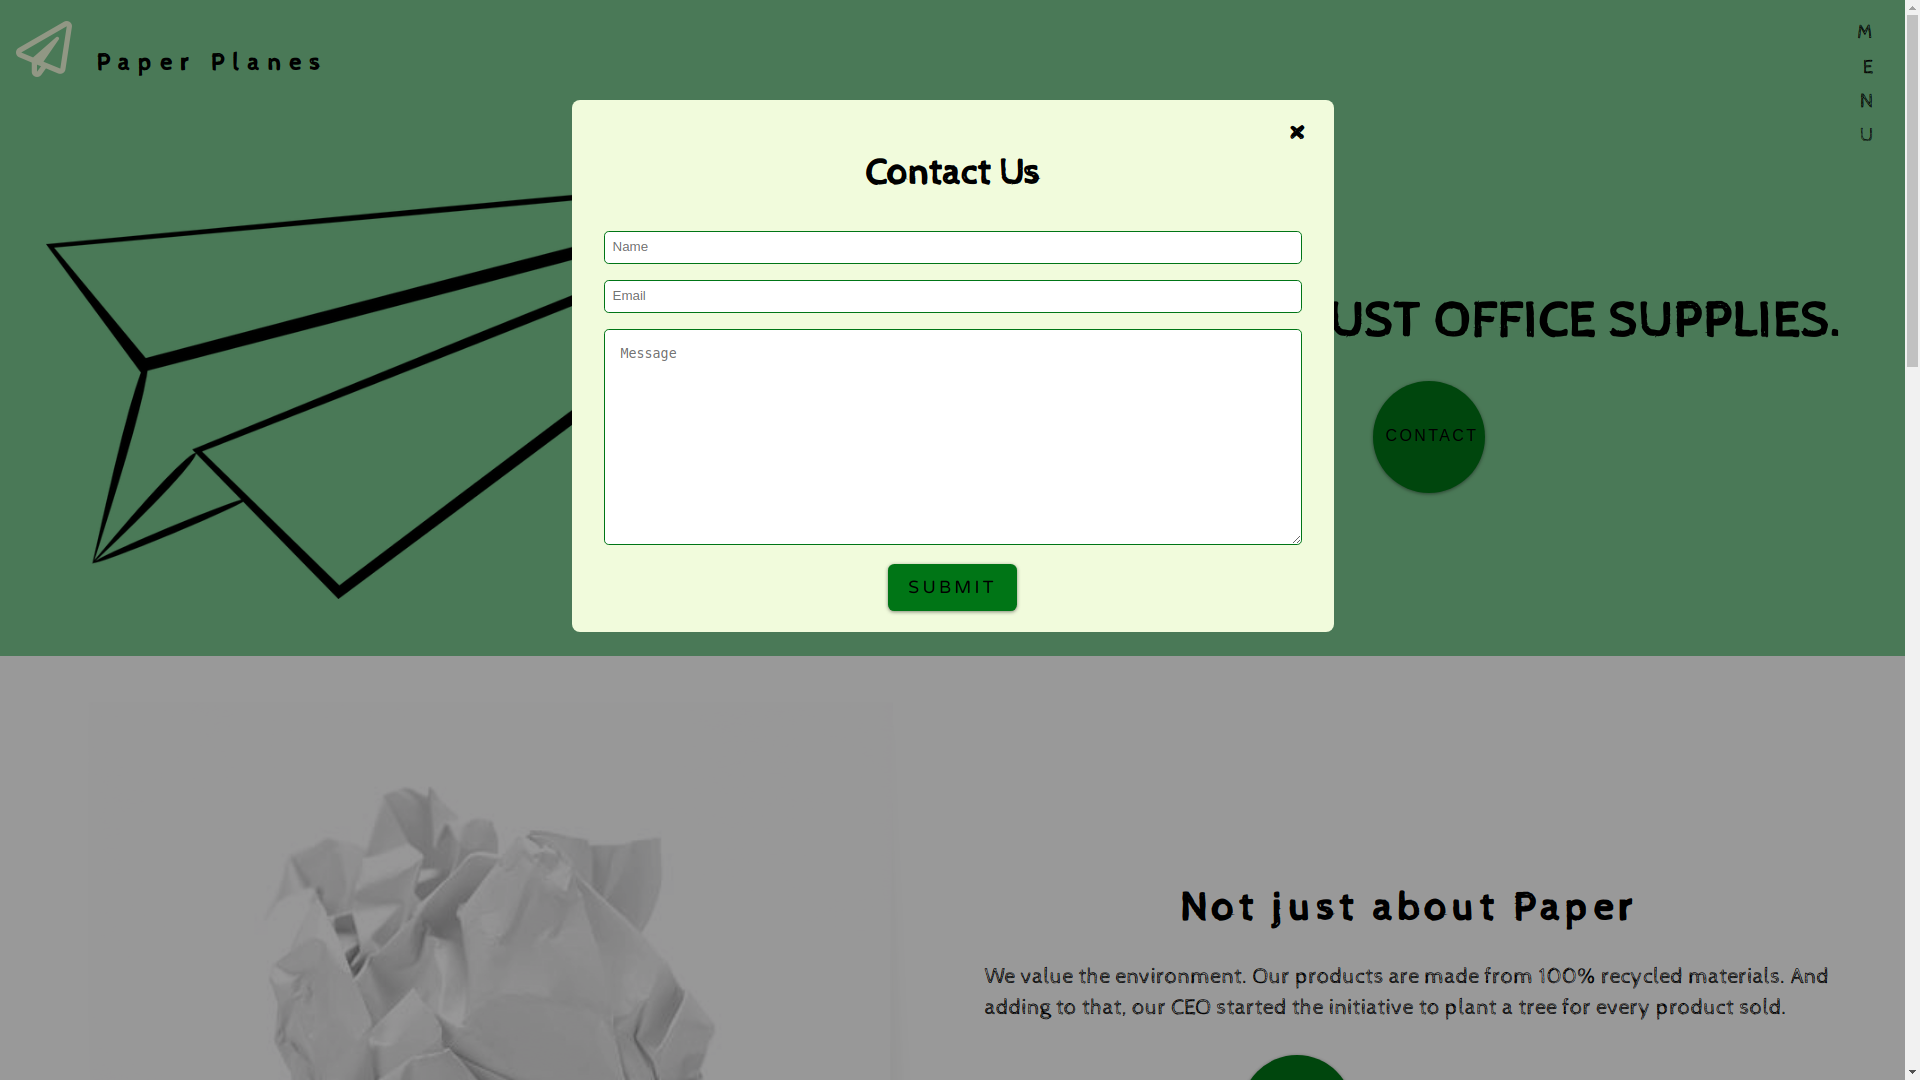 Paper Planes
M
E
N
U
Contact Us
Name
Email
Message
SUBMIT
UST OFFICE SUPPLIES.
CONTACT
Not just about Paper
We value the environment. Our products are made from 100% recycled materials. And
adding to that, our CEO started the initiative to plant a tree for every product sold.